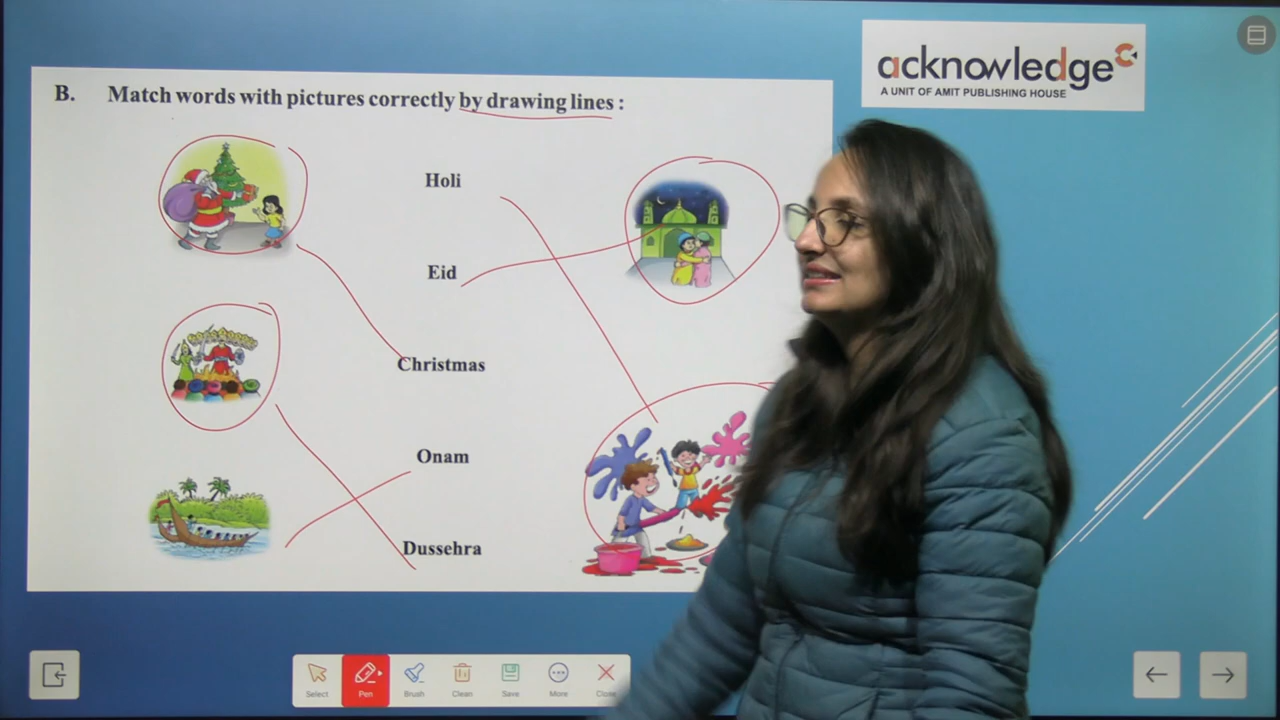 acknowledge
A UNIT OF AMIT PUBLISHING HOUSE
B. Match words with pictures correctly by drawing lines :
Holi
Eid
Christmas
Onam
Dussehra
Select Pen Brush Clean Save More Close